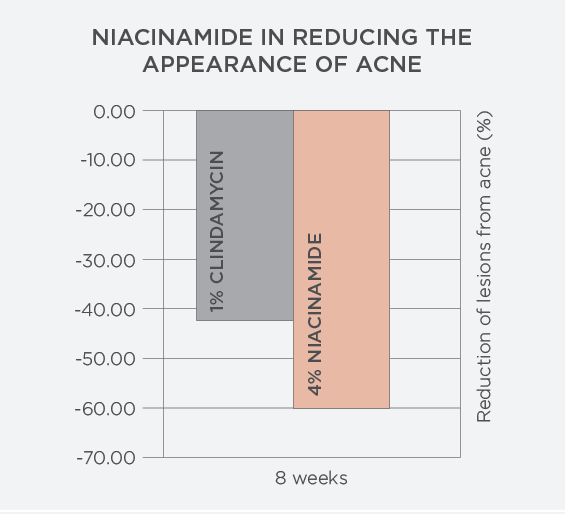 NIACINAMIDE IN REDUCING THE
APPEARANCE OF ACNE
0.00
-10.00
-20.00
-30.00
-40.00
-50.00
-60.00
-70.00
1% CLINDAMYCIN
4% NIACINAMIDE
Reduction of lesions from acne (%)
8 weeks